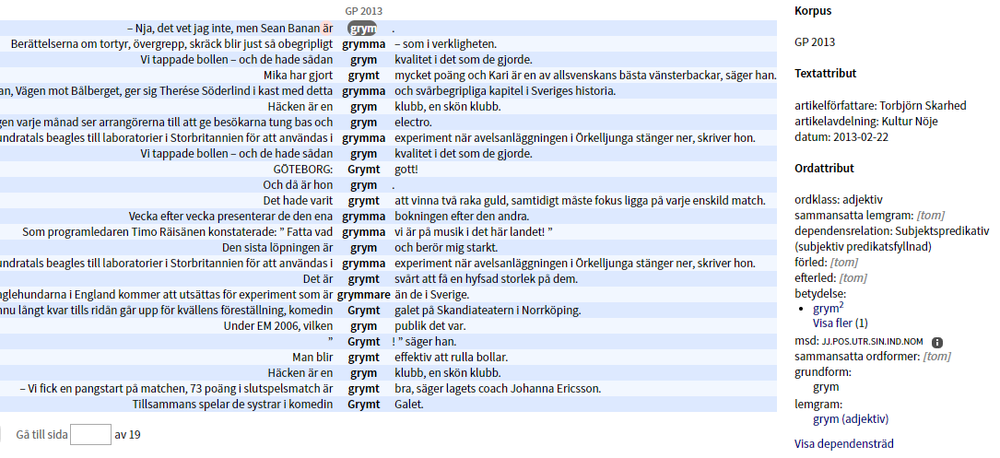 GP 2013
– Nja, det vet jag inte, men Sean Banan är grym .
Berättelserna om tortyr, övergrepp, skräck blir just så obegripligt grymma – som i verkligheten.
Vi tappade bollen – och de hade sådan grym kvalitet i det som de gjorde.
Mika har gjort grymt mycket poäng och Kari är en av allsvenskans bästa vänsterbackar, säger han.
an, Vägen mot Bålberget, ger sig Therése Söderlind i kast med detta grymma och svårbegripliga kapitel i Sveriges historia.
Häcken är en grym klubb, en skön klubb.
gen varje månad ser arrangörerna till att ge besökarna tung bas och grym electro.
undratals beagles till laboratorier i Storbritannien för att användas i grymma experiment när avelsanläggningen i Örkelljunga stänger ner, skriver hon.
Vi tappade bollen – och de hade sådan grym kvalitet i det som de gjorde.
GÖTEBORG: Grymt gott!
Och då är hon grym .
Det hade varit grymt att vinna två raka guld, samtidigt måste fokus ligga på varje enskild match.
Vecka efter vecka presenterar de den ena grymma bokningen efter den andra.
Som programledaren Timo Räisänen konstaterade: ” Fatta vad grymma vi är på musik i det här landet! ”
Den sista löpningen är grym och berör mig starkt.
undratals beagles till laboratorier i Storbritannien för att användas i grymma experiment när avelsanläggningen i Örkelljunga stänger ner, skriver hon.
Det är grymt svårt att få en hyfsad storlek på dem.
aglehundarna i England kommer att utsättas för experiment som är grymmare än de i Sverige.
nnu långt kvar tills ridån går upp för kvällens föreställning, komedin Grymt galet på Skandiateatern i Norrköping.
Under EM 2006, vilken grym publik det var.
” Grymt ! ” säger han.
Man blir grymt effektiv att rulla bollar.
Häcken är en grym klubb, en skön klubb.
– Vi fick en pangstart på matchen, 73 poäng i slutspelsmatch är grymt bra, säger lagets coach Johanna Ericsson.
Tillsammans spelar de systrar i komedin Grymt Galet.
Gå till sida av 19
Korpus
GP 2013
Textattribut
artikelförfattare: Torbjörn Skarhed
artikelavdelning: Kultur Nöje
datum: 2013-02-22
Ordattribut
ordklass: adjektiv
sammansatta lemgram: [tom]
dependensrelation: Subjektspredikativ
(subjektiv predikatsfyllnad)
förled: [tom]
efterled: [tom]
betydelse:
• grym²
Visa fler (1)
msd: JJ.POS.UTR.SIN.IND.NOM i
sammansatta ordformer: [tom]
grundform:
grym
lemgram:
grym (adjektiv)
Visa dependensträd